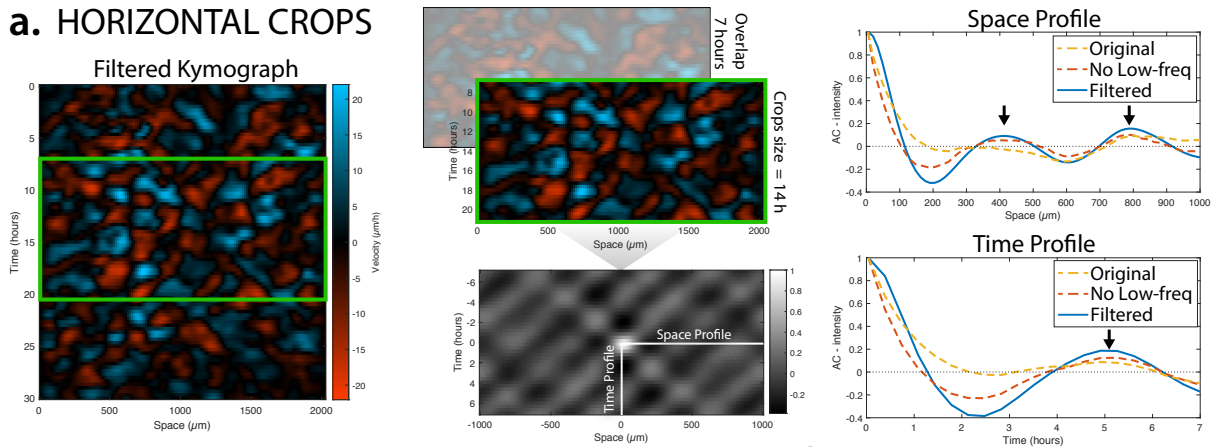 a. HORIZONTAL CROPS
Filtered Kymograph
0
5
10
15
20
25
30
Time (hours)
0
500
1000
1500
2000
Space (µm)
20
15
10
5
0
-5
-10
-15
-20
Velocity (µm/h)
Overlap
7 hours
Crops size = 14 h
8
10
12
14
16
18
20
Time (hours)
0
500
1000
1500
2000
Space (µm)
-6
-4
-2
0
2
4
6
Time (hours)
-1000
-500
0
500
1000
Space (µm)
Space Profile
Time Profile
1
0.8
0.6
0.4
0.2
0
-0.2
Space Profile
1
0.8
0.6
0.4
0.2
0
-0.2
-0.4
AC - intensity
0 100 200 300 400 500 600 700 800 900 1000
Space (µm)
Original
No Low-freq
Filtered
Time Profile
1
0.8
0.6
0.4
0.2
0
-0.2
-0.4
AC - intensity
0 1 2 3 4 5 6 7
Time (hours)
Original
No Low-freq
Filtered